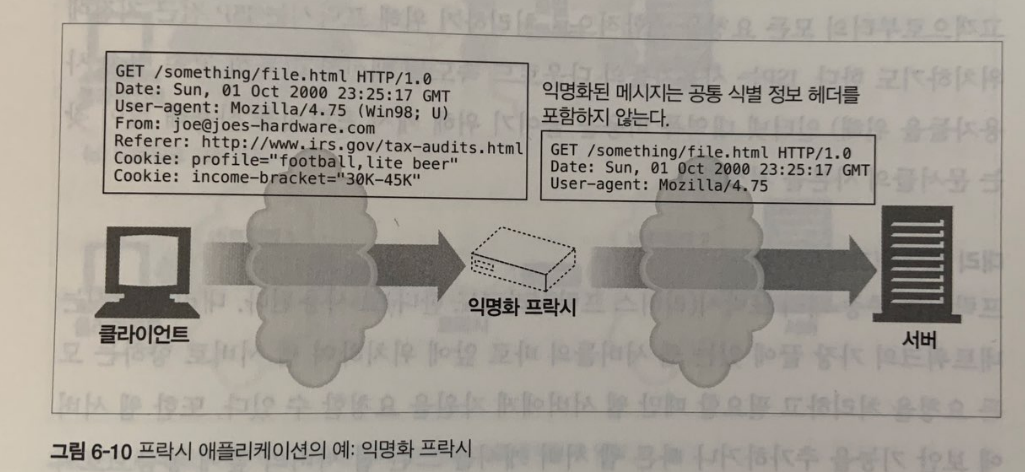 GET /something/file.html HTTP/1.0
Date: Sun, 01 Oct 2000 23:25:17 GMT
User-agent: Mozilla/4.75 (Win98; U)
From: joe@joes-hardware.com
Referer: http://www.irs.gov/tax-audits.html
Cookie: profile="football,lite beer"
Cookie: income-bracket="30K-45K"
익명화된 메시지는 공통 식별 정보 헤더를
포함하지 않는다.
GET /something/file.html HTTP/1.0
Date: Sun, 01 Oct 2000 23:25:17 GMT
User-agent: Mozilla/4.75
클라이언트
익명화 프락시
서버
그림 6-10 프락시 애플리케이션의 예: 익명화 프락시